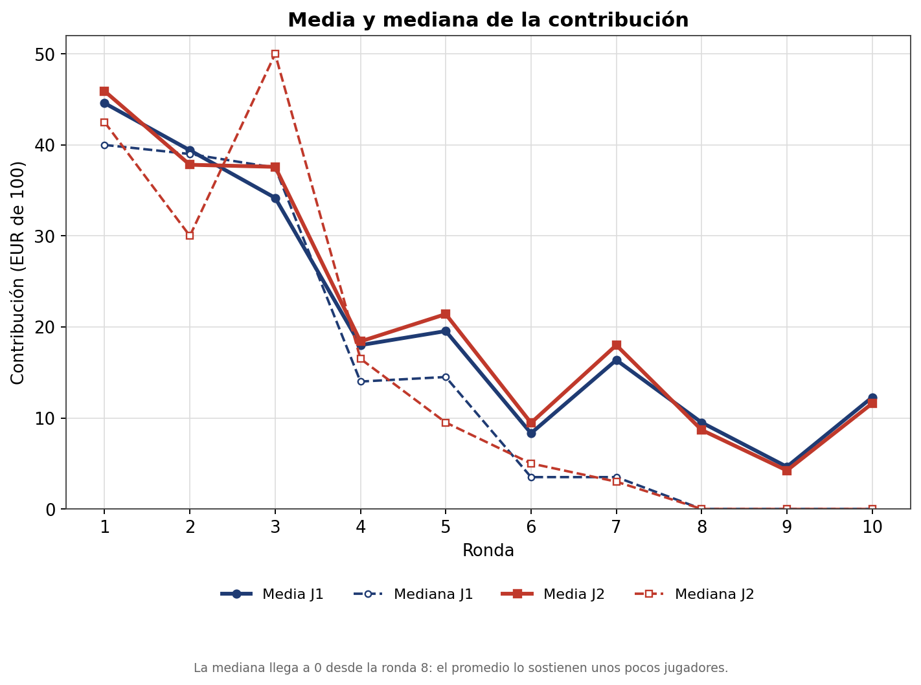 Media y mediana de la contribución
Contribución (EUR de 100)
50
40
30
20
10
0
1 2 3 4 5 6 7 8 9 10
Ronda
Media J1 Mediana J1 Media J2 Mediana J2
La mediana llega a 0 desde la ronda 8: el promedio lo sostienen unos pocos jugadores.